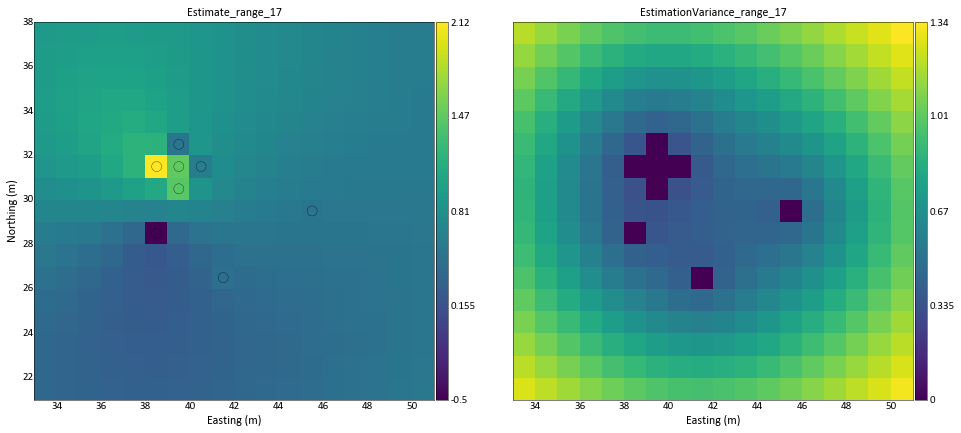 Estimate_range_17
38
36
34
32
30
28
26
24
22
Northing (m)
34 36 38 40 42 44 46 48 50
Easting (m)
2.12
1.47
0.81
0.155
-0.5
EstimationVariance_range_17
34 36 38 40 42 44 46 48 50
Easting (m)
1.34
1.01
0.67
0.335
0